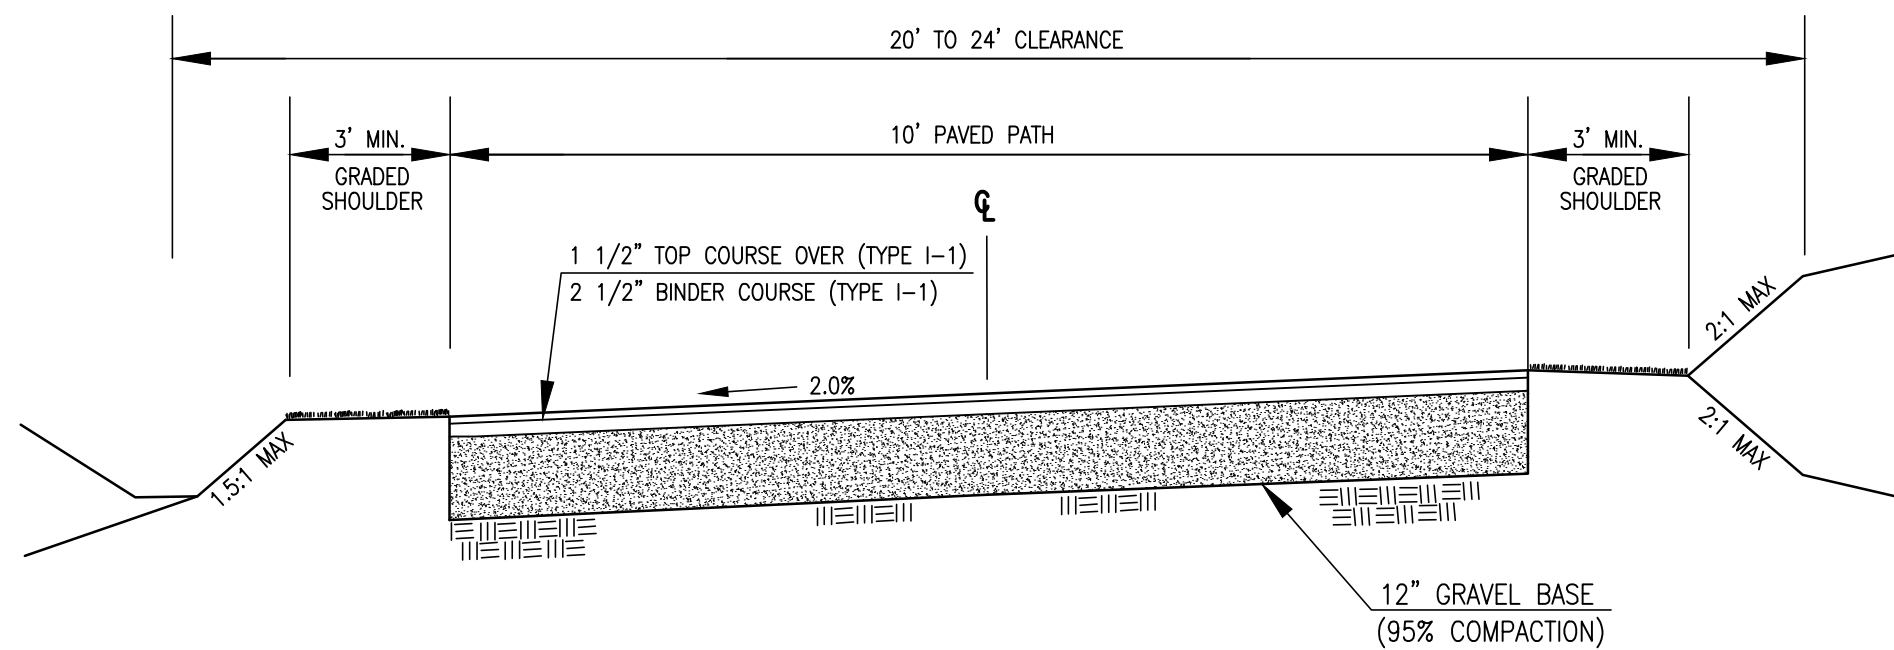 20' TO 24' CLEARANCE
3' MIN.
GRADED
SHOULDER
10' PAVED PATH
3' MIN.
GRADED
SHOULDER
℄
1 1/2" TOP COURSE OVER (TYPE I-1)
2 1/2" BINDER COURSE (TYPE I-1)
2.0%
1.5:1 MAX
2:1 MAX
2:1 MAX
12" GRAVEL BASE
(95% COMPACTION)